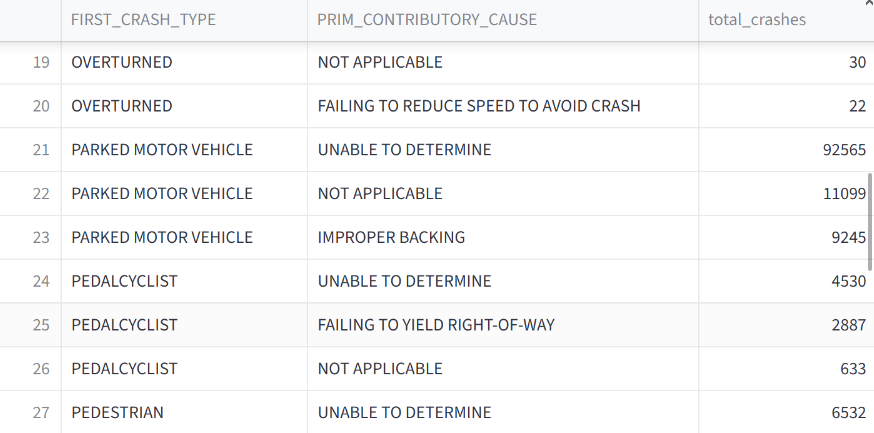 FIRST_CRASH_TYPE PRIM_CONTRIBUTORY_CAUSE total_crashes
19 OVERTURNED NOT APPLICABLE 30
20 OVERTURNED FAILING TO REDUCE SPEED TO AVOID CRASH 22
21 PARKED MOTOR VEHICLE UNABLE TO DETERMINE 92565
22 PARKED MOTOR VEHICLE NOT APPLICABLE 11099
23 PARKED MOTOR VEHICLE IMPROPER BACKING 9245
24 PEDALCYCLIST UNABLE TO DETERMINE 4530
25 PEDALCYCLIST FAILING TO YIELD RIGHT-OF-WAY 2887
26 PEDALCYCLIST NOT APPLICABLE 633
27 PEDESTRIAN UNABLE TO DETERMINE 6532